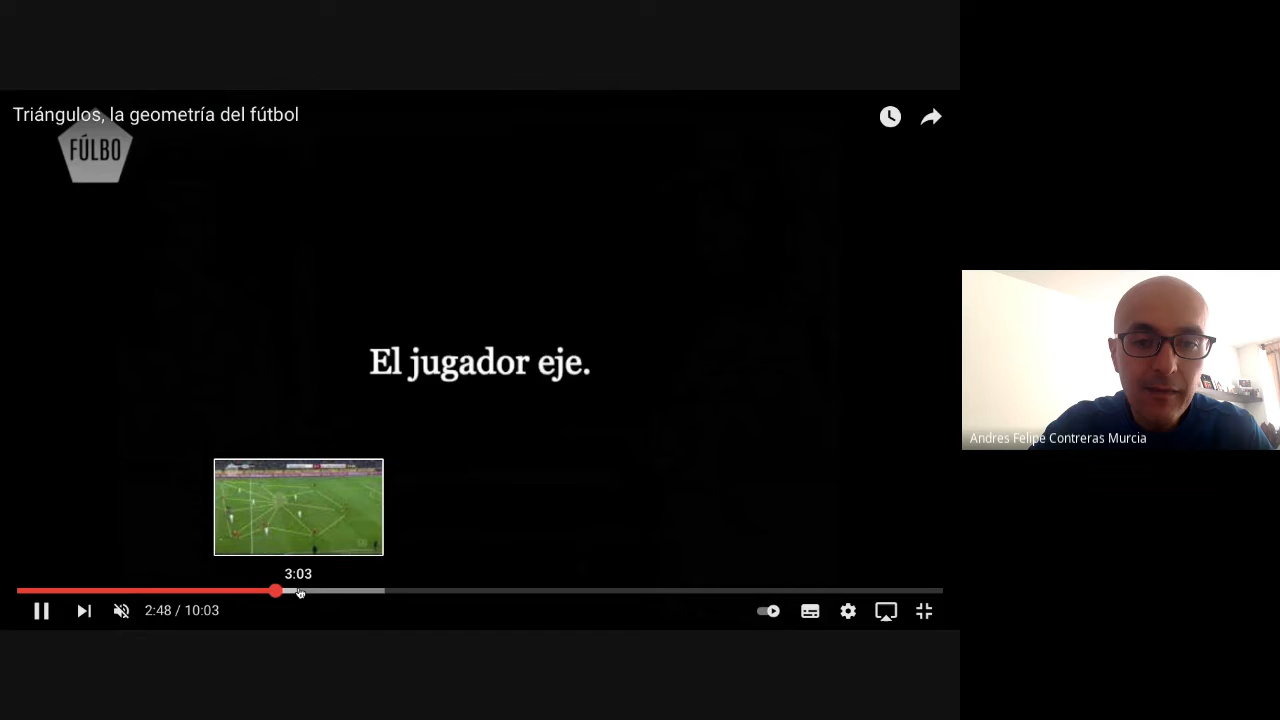 Triángulos, la geometría del fútbol
FÚLBO
El jugador eje.
Andres Felipe Contreras Murcia
3:03
2:48 / 10:03